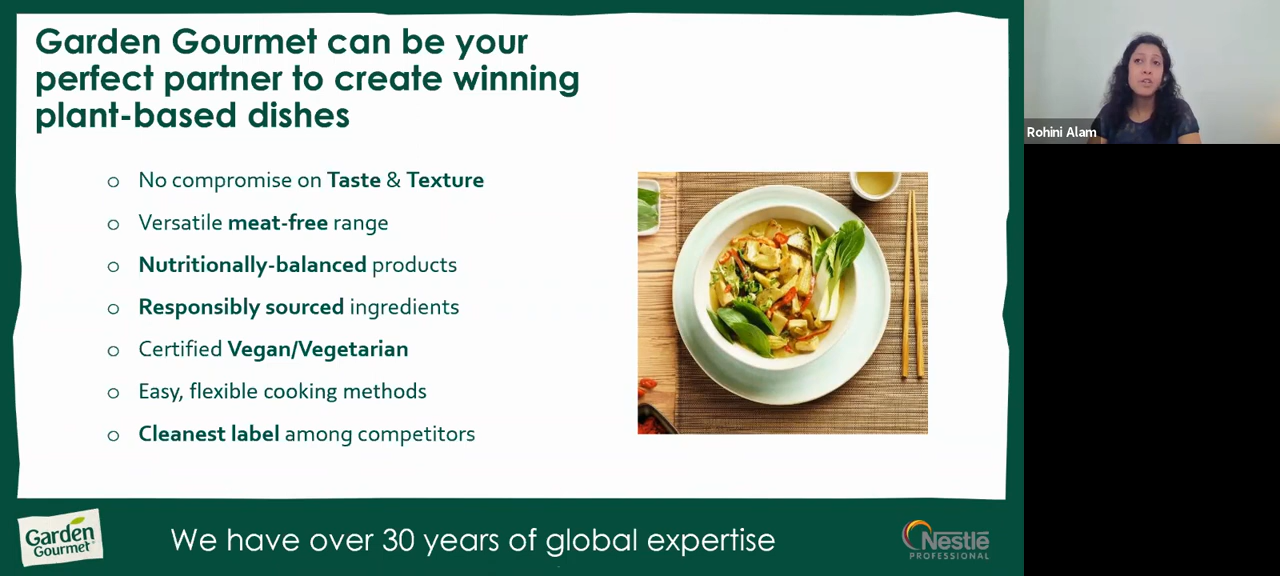 Garden Gourmet can be your
perfect partner to create winning
plant-based dishes
No compromise on Taste & Texture
Versatile meat-free range
Nutritionally-balanced products
Responsibly sourced ingredients
Certified Vegan/Vegetarian
Easy, flexible cooking methods
Cleanest label among competitors
Garden
Gourmet
We have over 30 years of global expertise
Nestlé
PROFESSIONAL
Rohini Alam